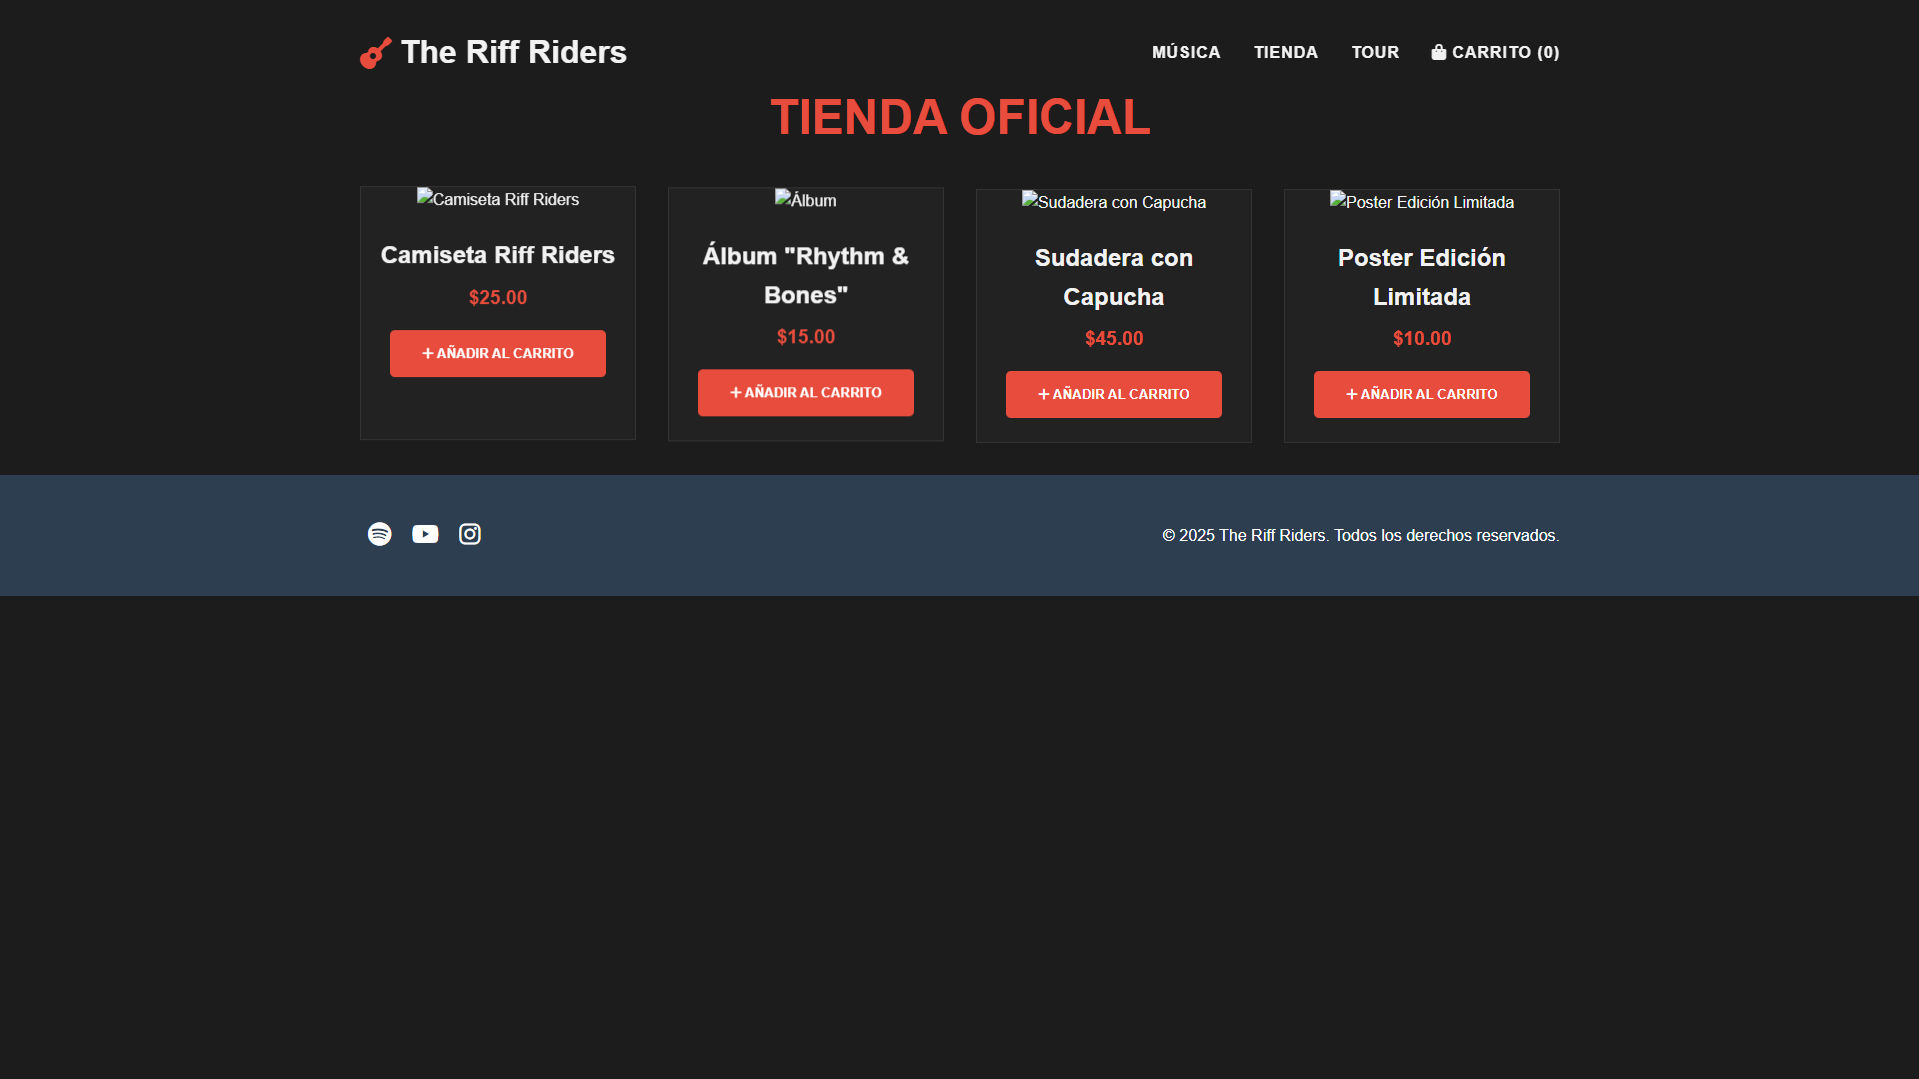 The Riff Riders
MÚSICA
TIENDA
TOUR
CARRITO (0)
TIENDA OFICIAL
Camiseta Riff Riders
Camiseta Riff Riders
$25.00
+ AÑADIR AL CARRITO
Álbum
Álbum "Rhythm &
Bones"
$15.00
+ AÑADIR AL CARRITO
Sudadera con Capucha
Sudadera con
Capucha
$45.00
+ AÑADIR AL CARRITO
Poster Edición Limitada
Poster Edición
Limitada
$10.00
+ AÑADIR AL CARRITO
© 2025 The Riff Riders. Todos los derechos reservados.